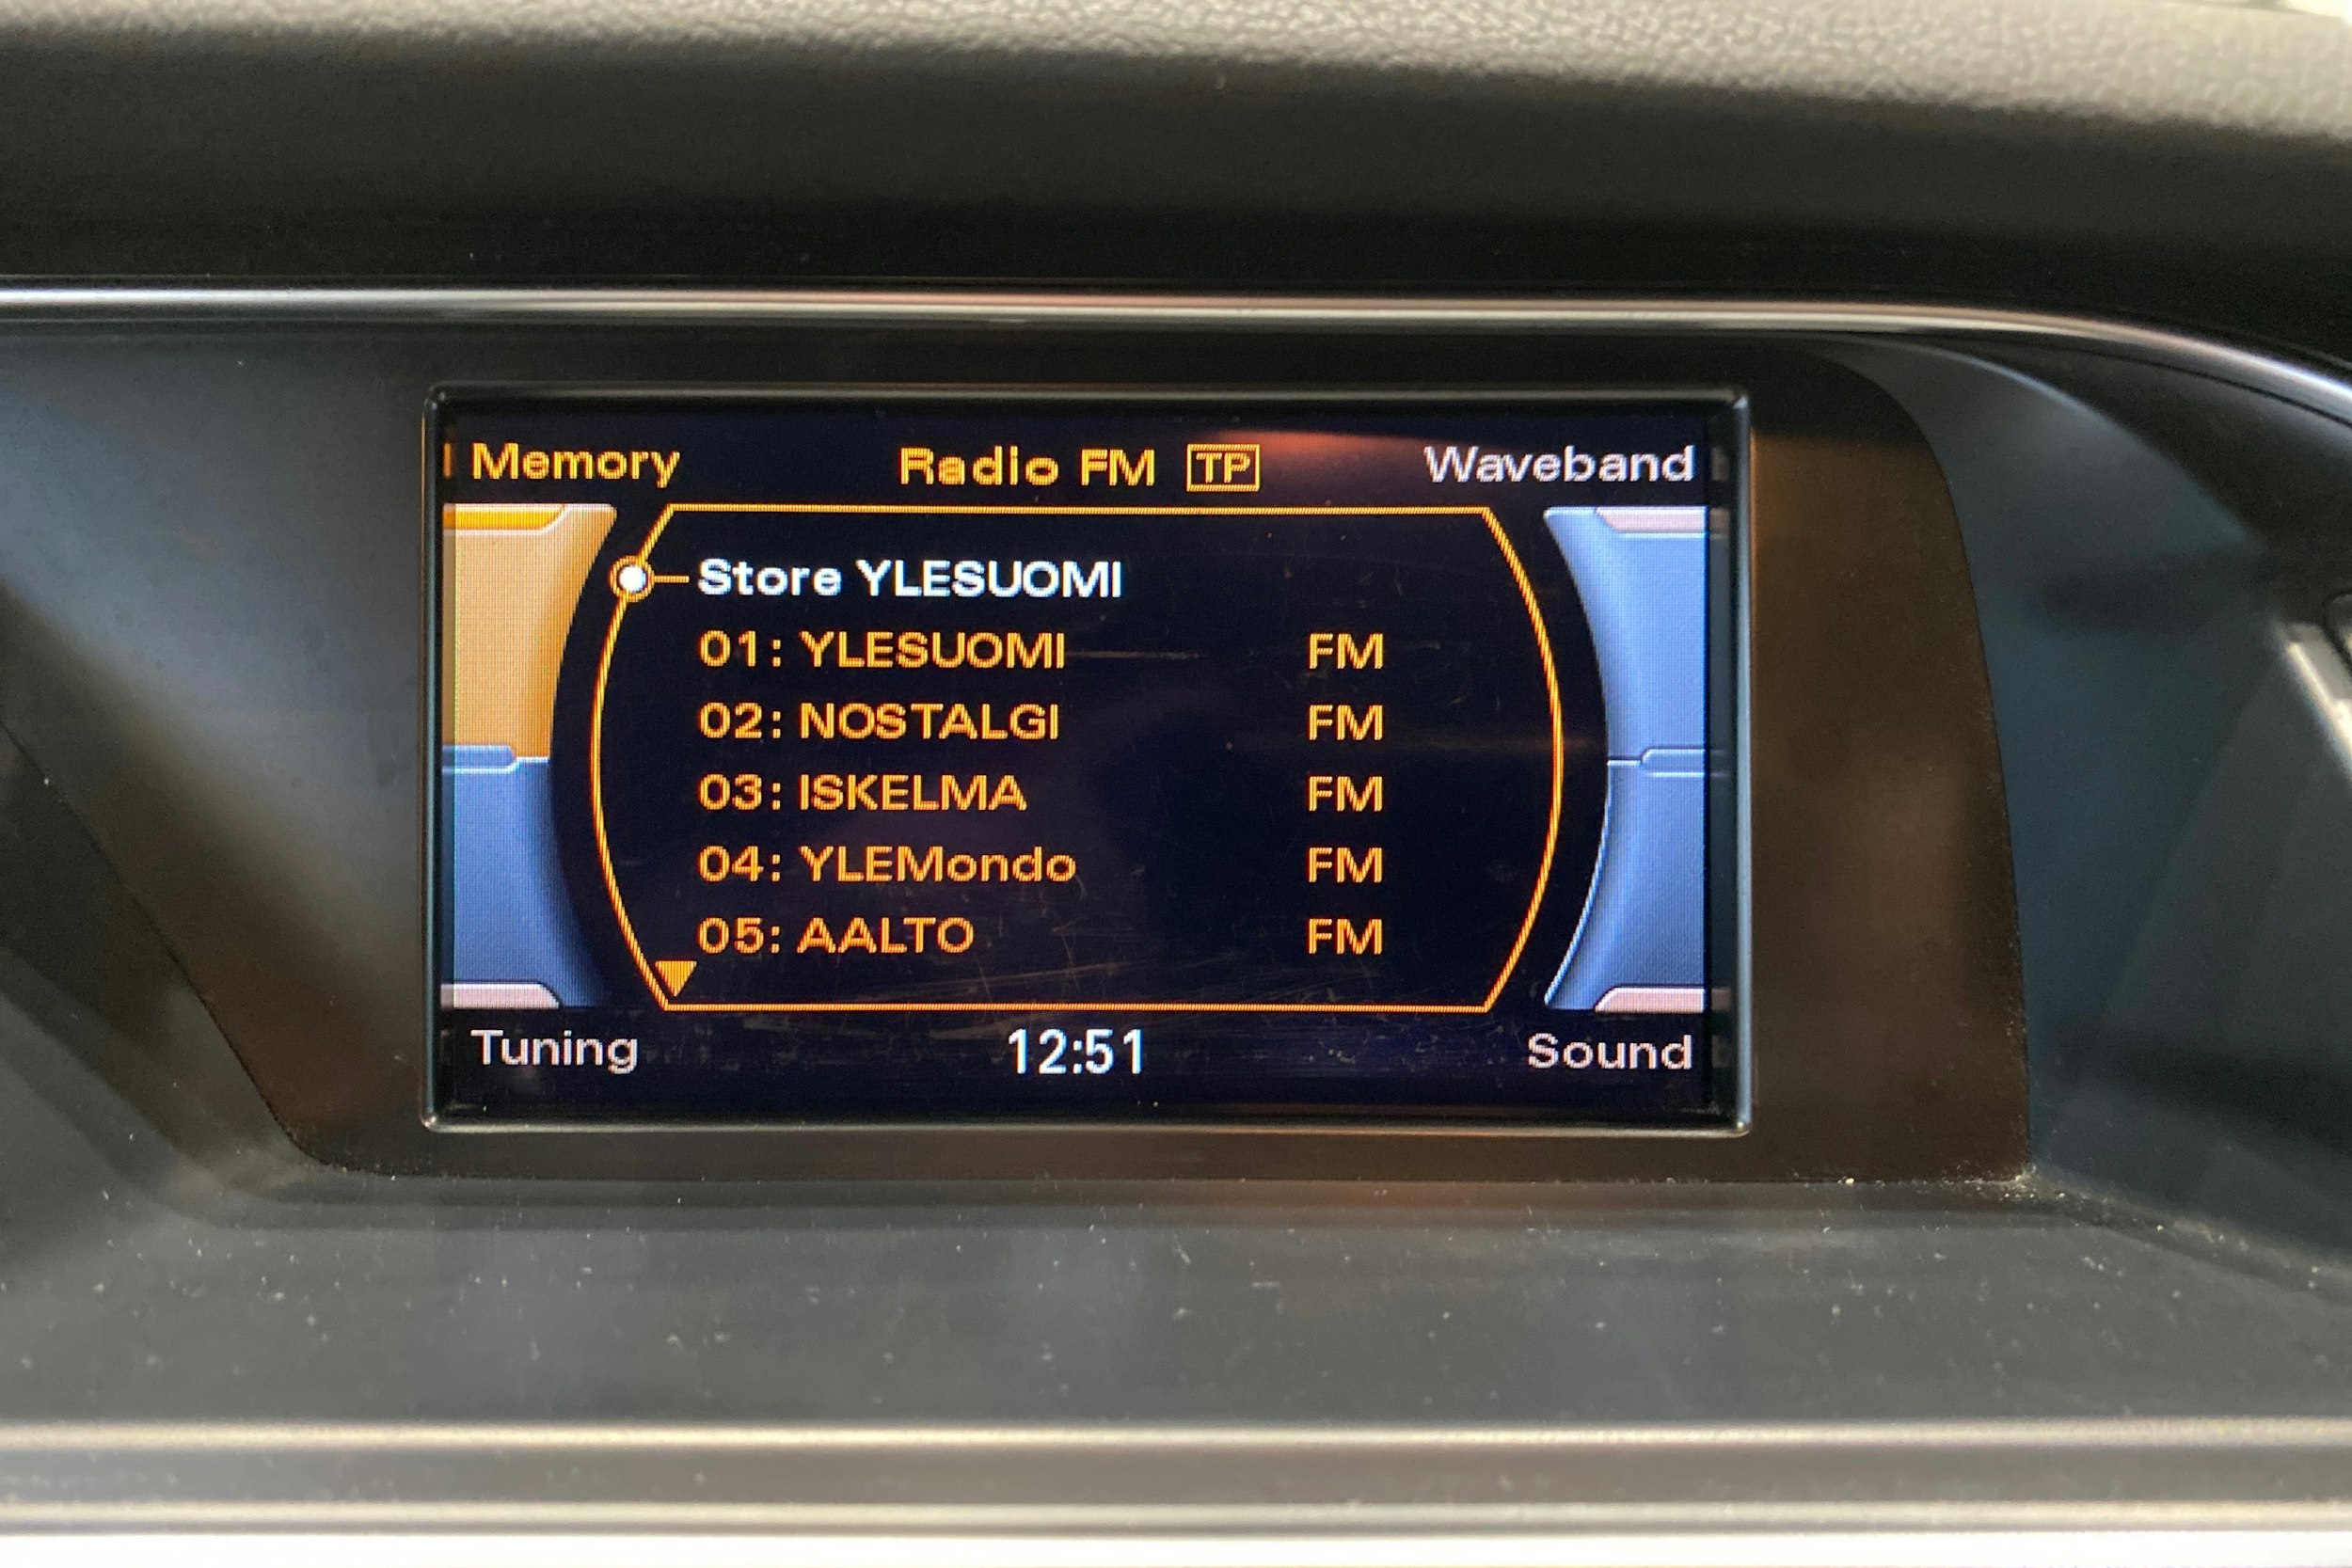 Memory Radio FM TP Waveband
Store YLESUOMI
01: YLESUOMI FM
02: NOSTALGI FM
03: ISKELMA FM
04: YLEMondo FM
05: AALTO FM
Tuning 12:51 Sound